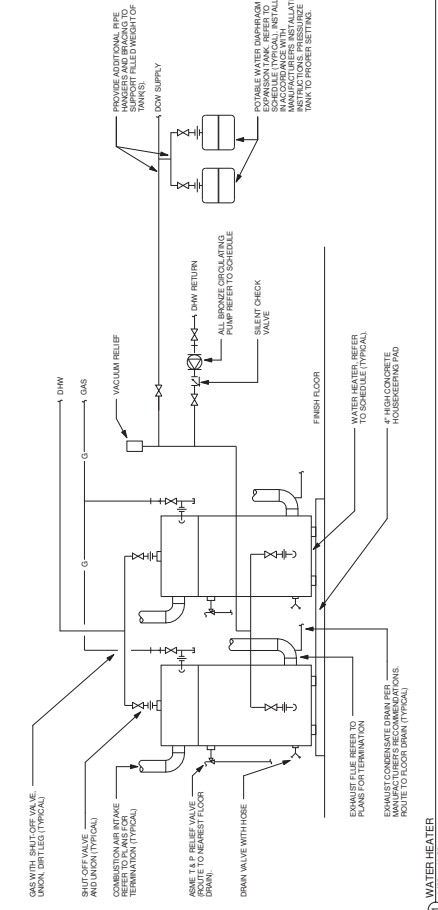 PROVIDE ADDITIONAL PIPE
HANGERS AND BRACING TO
SUPPORT FILLED WEIGHT OF
TANK(S).
DCW SUPPLY
POTABLE WATER DIAPHRAGM
EXPANSION TANK. REFER TO
SCHEDULE (TYPICAL). INSTALL
IN ACCORDANCE WITH
MANUFACTURER'S INSTALLATI
INSTRUCTIONS. PRESSURIZE
TANK TO PROPER SETTING.
DHW
GAS
VACUUM RELIEF
DHW RETURN
ALL BRONZE CIRCULATING
PUMP REFER TO SCHEDULE
SILENT CHECK
VALVE
G
G
FINISH FLOOR
WATER HEATER, REFER
TO SCHEDULE (TYPICAL).
4" HIGH CONCRETE
HOUSEKEEPING PAD
GAS WITH SHUT-OFF VALVE,
UNION, DIRT LEG (TYPICAL)
SHUT-OFF VALVE
AND UNION (TYPICAL)
COMBUSTION AIR INTAKE
REFER TO PLANS FOR
TERMINATION (TYPICAL)
ASME T & P RELIEF VALVE
(ROUTE TO NEAREST FLOOR
DRAIN).
DRAIN VALVE WITH HOSE
EXHAUST FLUE REFER TO
PLANS FOR TERMINATION
EXHAUST CONDENSATE DRAIN PER
MANUFACTURER'S RECOMMENDATIONS.
ROUTE TO FLOOR DRAIN (TYPICAL)
WATER HEATER